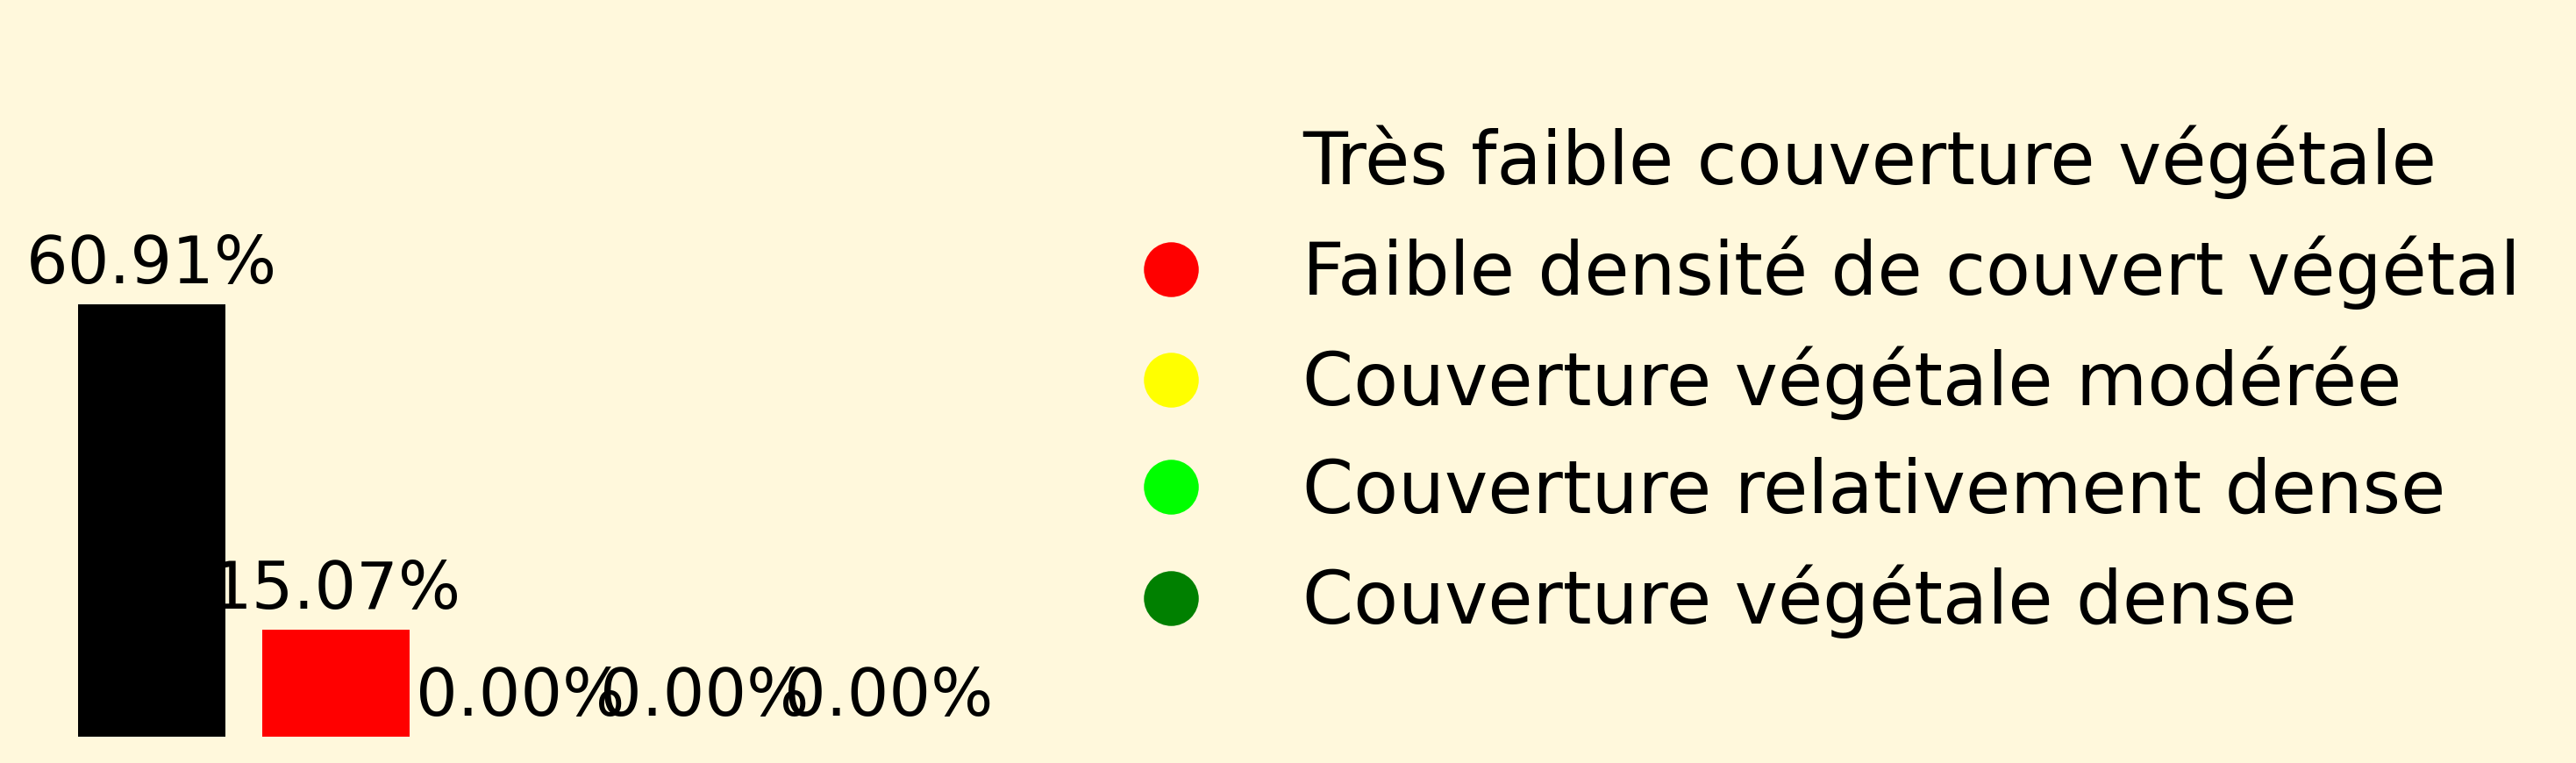 60.91%
15.07%
0.00%
0.00%
0.00%
Très faible couverture végétale
Faible densité de couvert végétal
Couverture végétale modérée
Couverture relativement dense
Couverture végétale dense